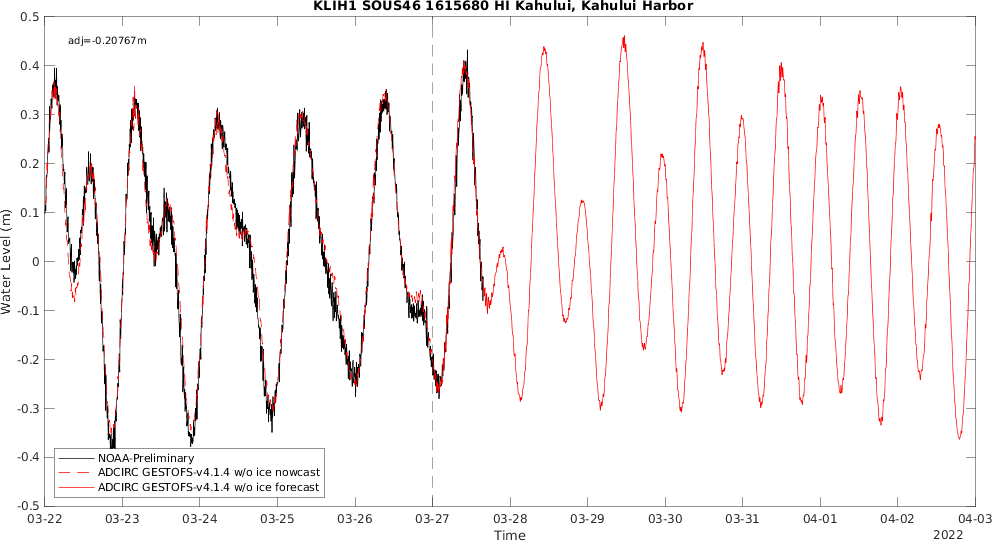 KLIH1 SOUS46 1615680 HI Kahului, Kahului Harbor
adj=-0.20767m
0.5
0.4
0.3
0.2
0.1
0
-0.1
-0.2
-0.3
-0.4
-0.5
Water Level (m)
NOAA-Preliminary
ADCIRC GESTOFS-v4.1.4 w/o ice nowcast
ADCIRC GESTOFS-v4.1.4 w/o ice forecast
03-22 03-23 03-24 03-25 03-26 03-27 03-28 03-29 03-30 03-31 04-01 04-02 04-03
Time
2022